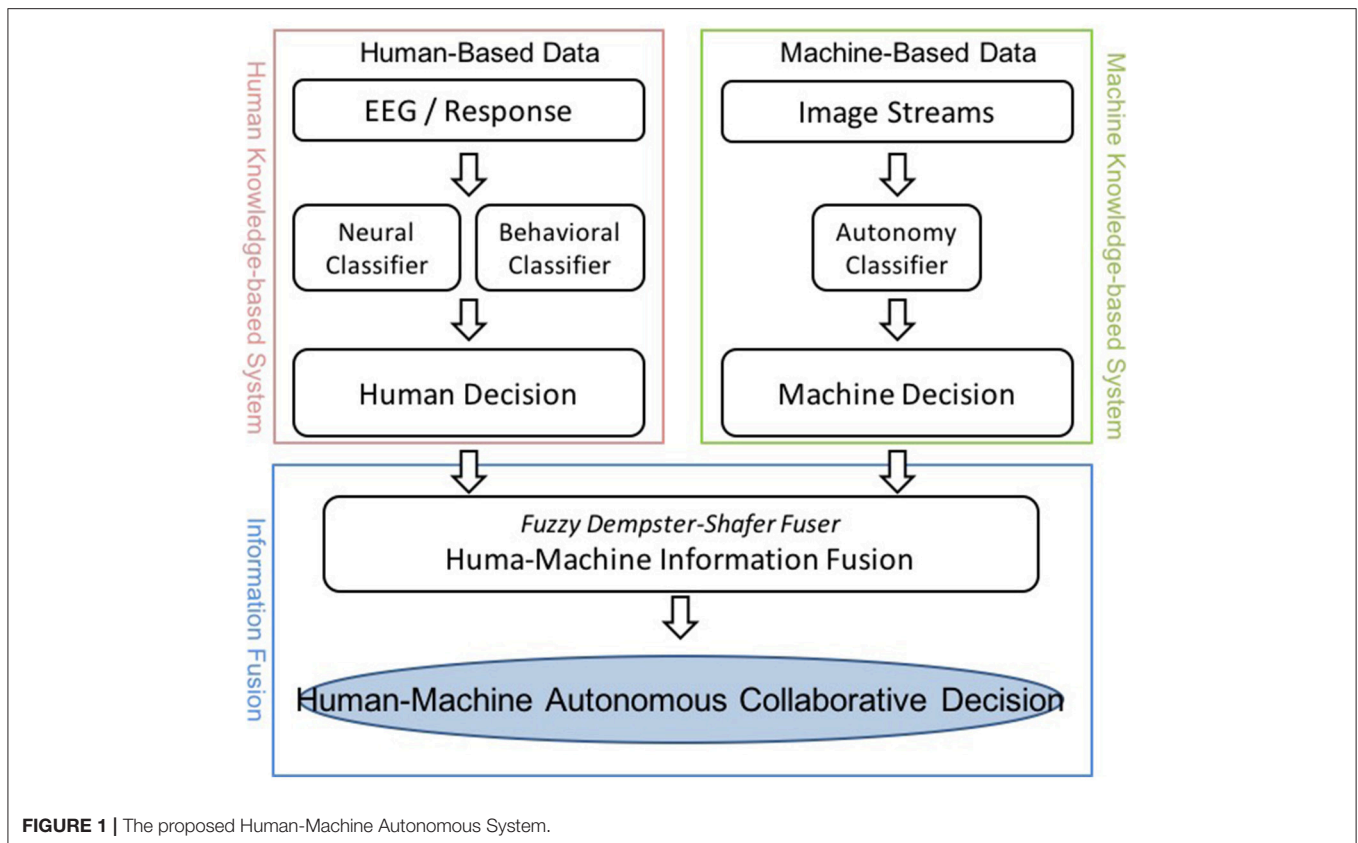 Human Knowledge-based System
Human-Based Data
EEG / Response
Neural
Classifier
Behavioral
Classifier
Human Decision
Machine-Based Data
Image Streams
Autonomy
Classifier
Machine Decision
Machine Knowledge-based System
Information Fusion
Fuzzy Dempster-Shafer Fuser
Huma-Machine Information Fusion
Human-Machine Autonomous Collaborative Decision
FIGURE 1 | The proposed Human-Machine Autonomous System.